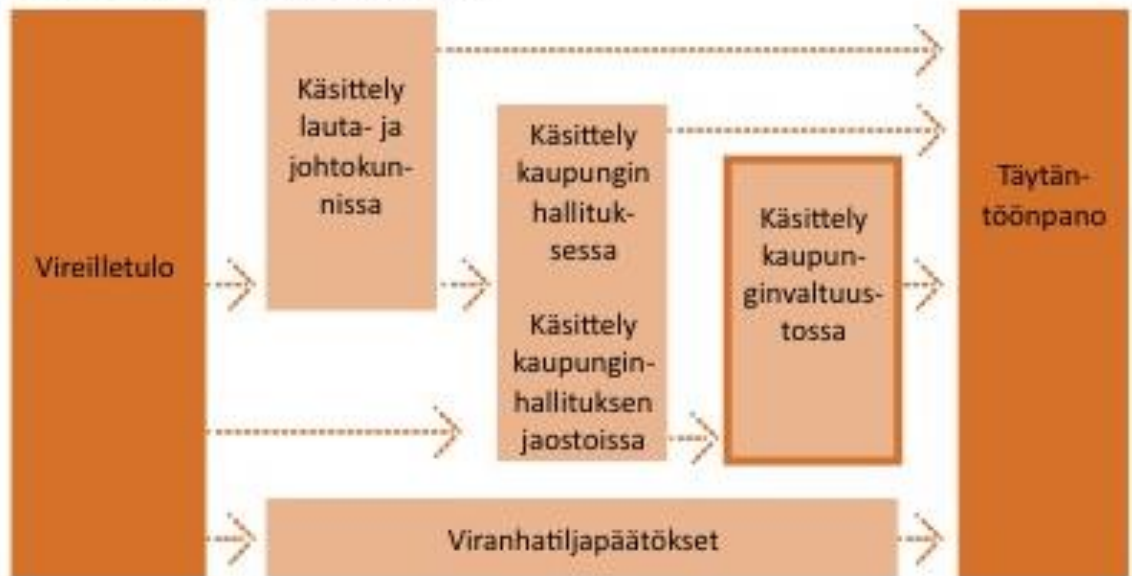 Vireilletulo
Käsittely
lauta- ja
johtokun-
nissa
Käsittely
kaupungin
hallituk-
sessa
Käsittely
kaupungin-
hallituksen
jaostoissa
Käsittely
kaupun-
ginvaltuus-
tossa
Täytän-
töönpano
Viranhatiljapäätökset